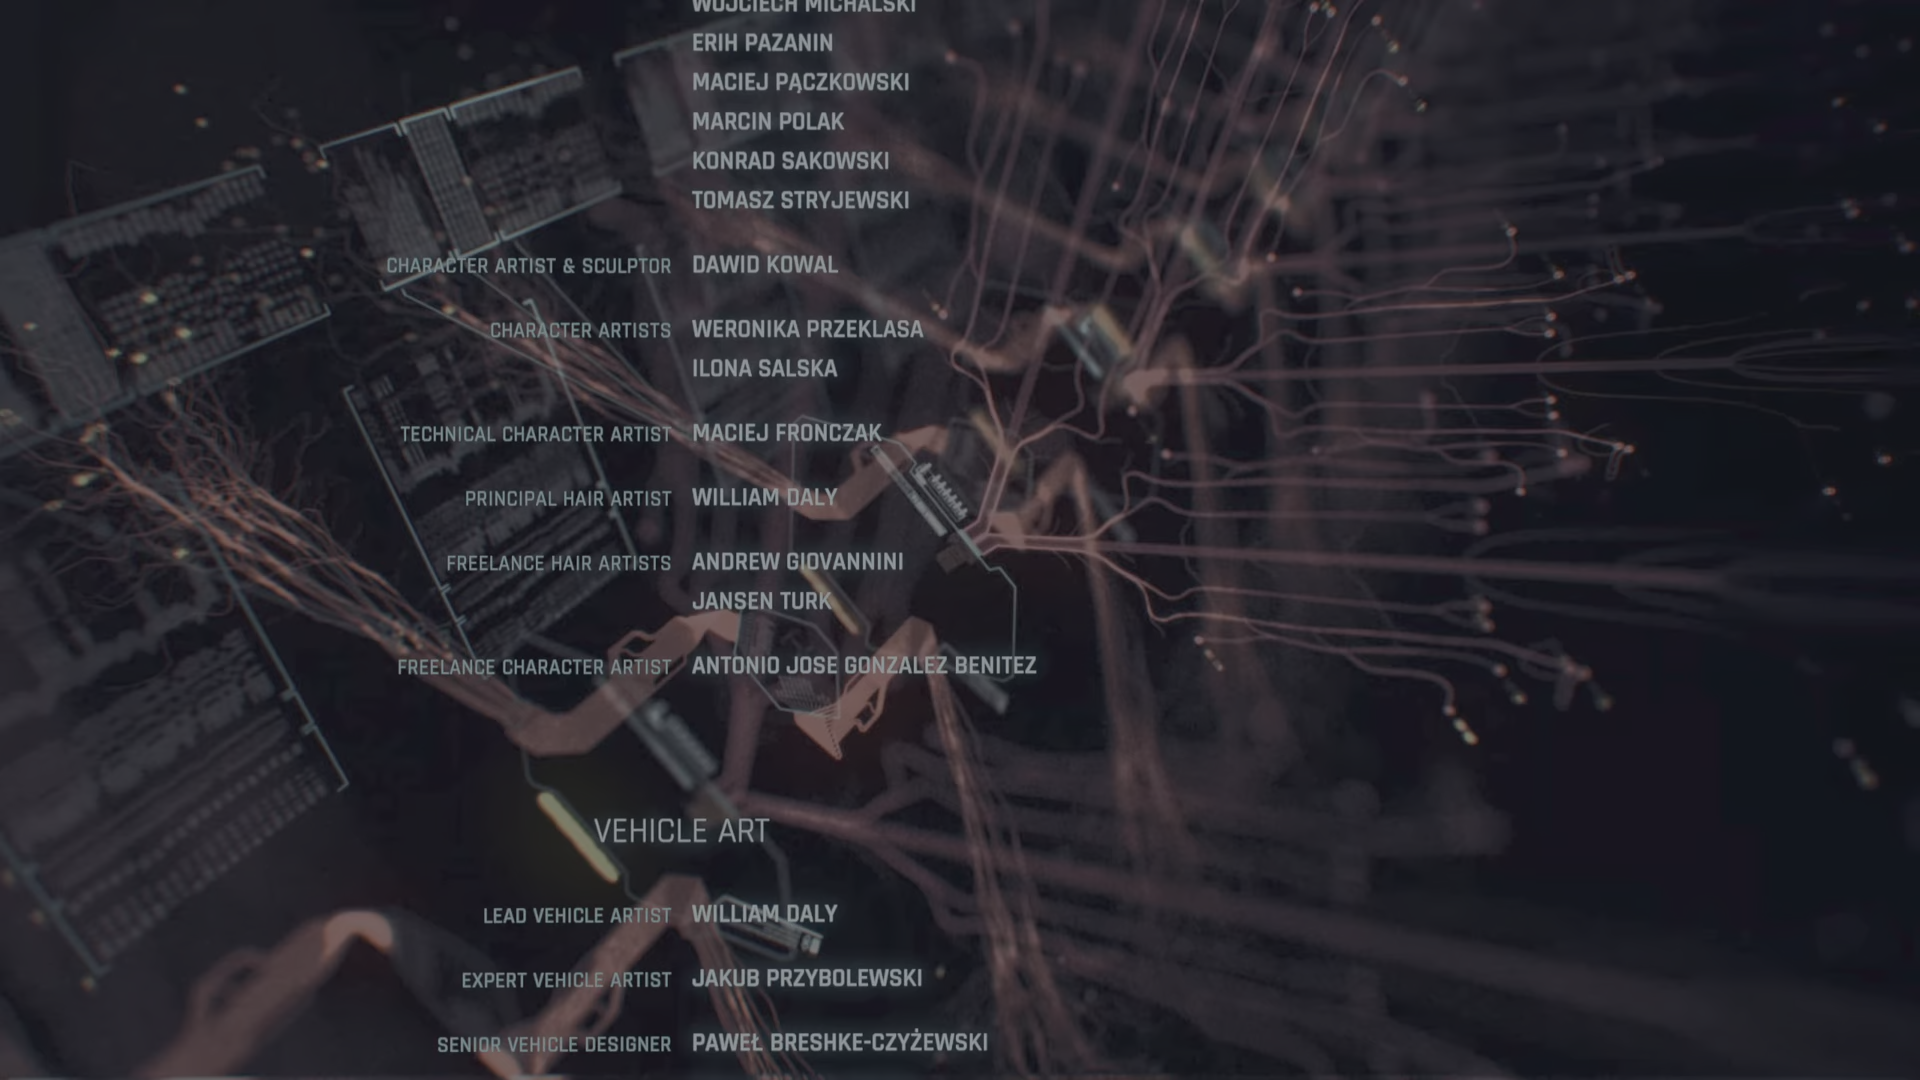 WOJCIECH MICHALSKI
ERIH PAZANIN
MACIEJ PĄCZKOWSKI
MARCIN POLAK
KONRAD SAKOWSKI
TOMASZ STRYJEWSKI
CHARACTER ARTIST & SCULPTOR DAWID KOWAL
CHARACTER ARTISTS WERONIKA PRZEKLASA
ILONA SALSKA
TECHNICAL CHARACTER ARTIST MACIEJ FRONCZAK
PRINCIPAL HAIR ARTIST WILLIAM DALY
FREELANCE HAIR ARTISTS ANDREW GIOVANNINI
JANSEN TURK
FREELANCE CHARACTER ARTIST ANTONIO JOSE GONZALEZ BENITEZ
VEHICLE ART
LEAD VEHICLE ARTIST WILLIAM DALY
EXPERT VEHICLE ARTIST JAKUB PRZYBOLEWSKI
SENIOR VEHICLE DESIGNER PAWEŁ BRESHKE-CZYŻEWSKI